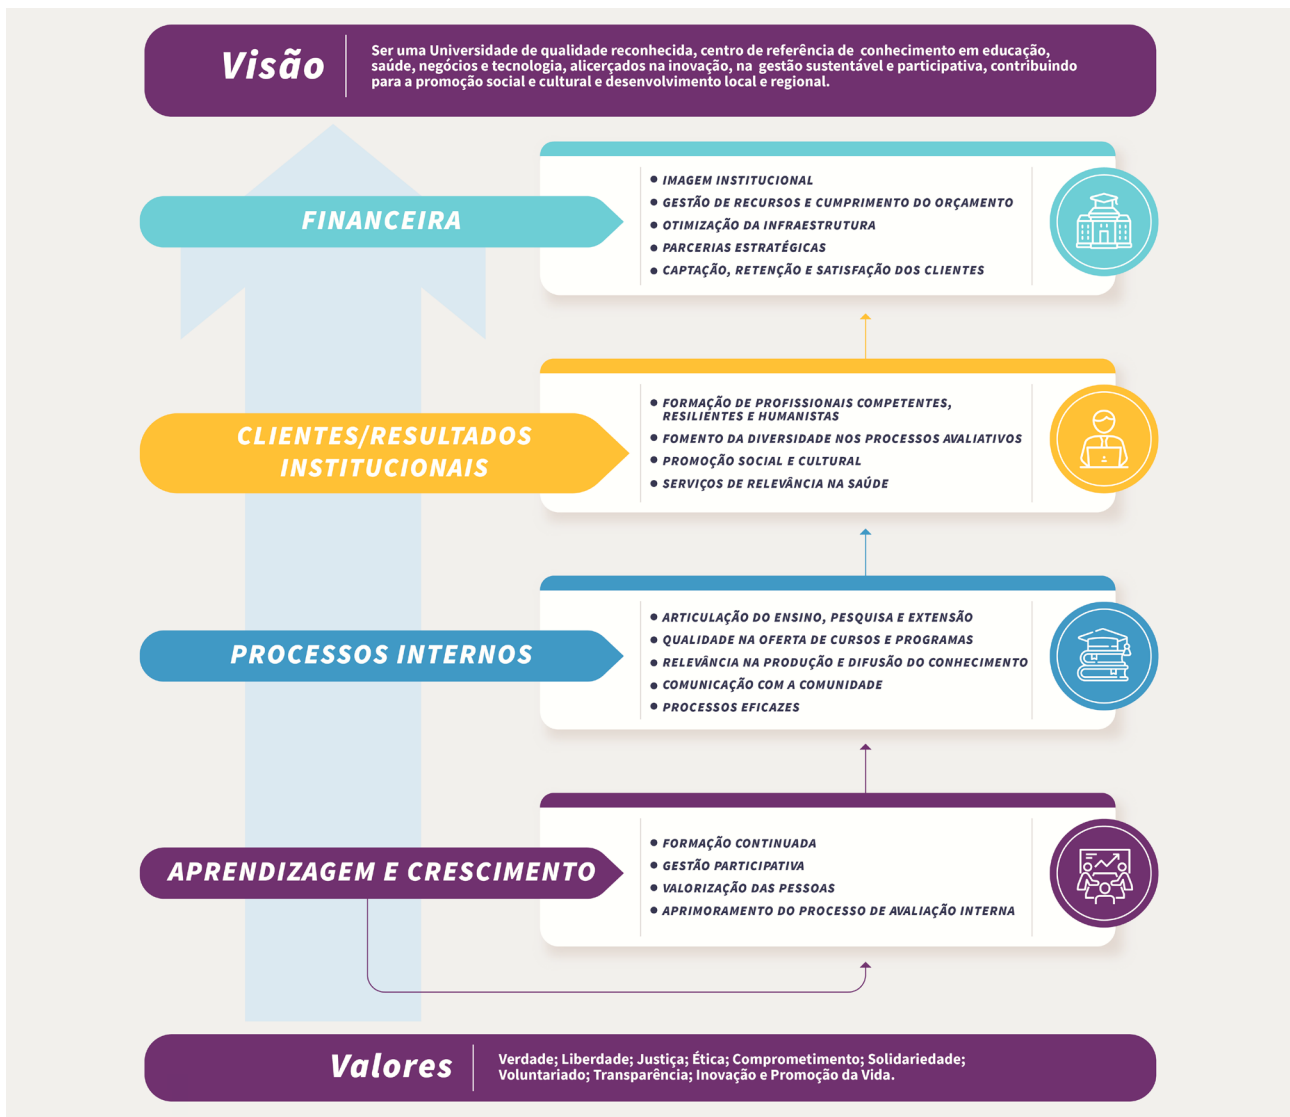 Visão
Ser uma Universidade de qualidade reconhecida, centro de referência de conhecimento em educação,
saúde, negócios e tecnologia, alicerçados na inovação, na gestão sustentável e participativa, contribuindo
para a promoção social e cultural e desenvolvimento local e regional.
FINANCEIRA
IMAGEM INSTITUCIONAL
GESTÃO DE RECURSOS E CUMPRIMENTO DO ORÇAMENTO
OTIMIZAÇÃO DA INFRAESTRUTURA
PARCERIAS ESTRATÉGICAS
CAPTAÇÃO, RETENÇÃO E SATISFAÇÃO DOS CLIENTES
CLIENTES/RESULTADOS
INSTITUCIONAIS
FORMAÇÃO DE PROFISSIONAIS COMPETENTES,
RESILIENTES E HUMANISTAS
FOMENTO DA DIVERSIDADE NOS PROCESSOS AVALIATIVOS
PROMOÇÃO SOCIAL E CULTURAL
SERVIÇOS DE RELEVÂNCIA NA SAÚDE
PROCESSOS INTERNOS
ARTICULAÇÃO DO ENSINO, PESQUISA E EXTENSÃO
QUALIDADE NA OFERTA DE CURSOS E PROGRAMAS
RELEVÂNCIA NA PRODUÇÃO E DIFUSÃO DO CONHECIMENTO
COMUNICAÇÃO COM A COMUNIDADE
PROCESSOS EFICAZES
APRENDIZAGEM E CRESCIMENTO
FORMAÇÃO CONTINUADA
GESTÃO PARTICIPATIVA
VALORIZAÇÃO DAS PESSOAS
APRIMORAMENTO DO PROCESSO DE AVALIAÇÃO INTERNA
Valores
Verdade; Liberdade; Justiça; Ética; Comprometimento; Solidariedade;
Voluntariado; Transparência; Inovação e Promoção da Vida.